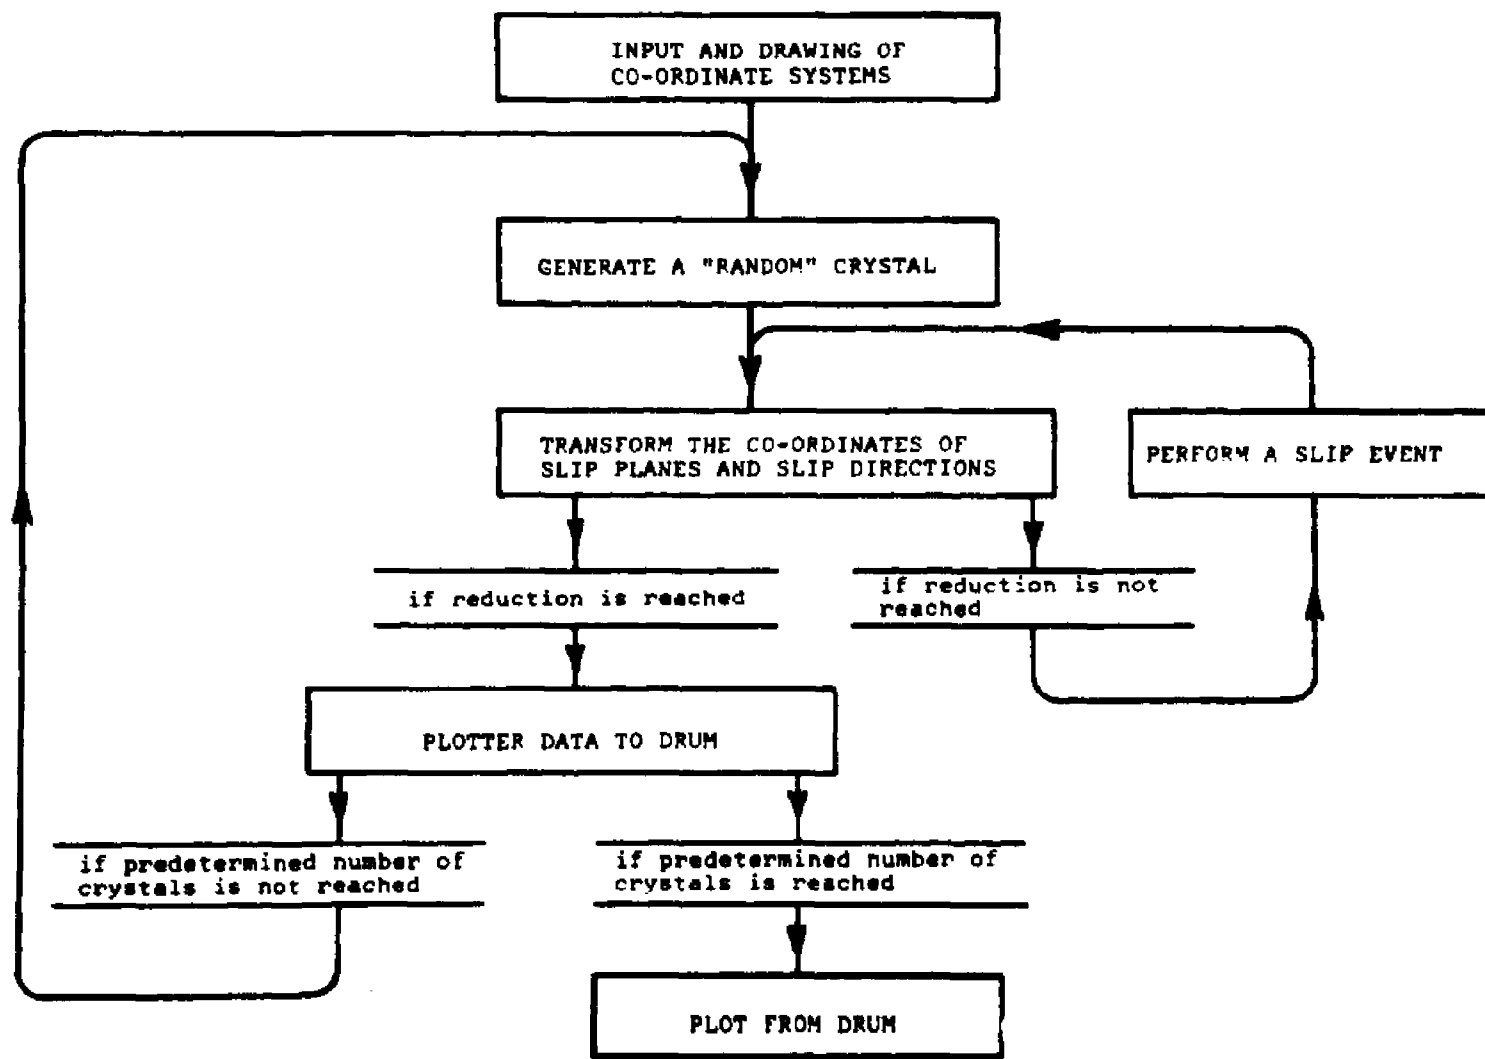 INPUT AND DRAWING OF
CO-ORDINATE SYSTEMS
GENERATE A "RANDOM" CRYSTAL
TRANSFORM THE CO-ORDINATES OF
SLIP PLANES AND SLIP DIRECTIONS
PERFORM A SLIP EVENT
if reduction is reached
if reduction is not
reached
PLOTTER DATA TO DRUM
if predetermined number of
crystals is not reached
if predetermined number of
crystals is reached
PLOT FROM DRUM